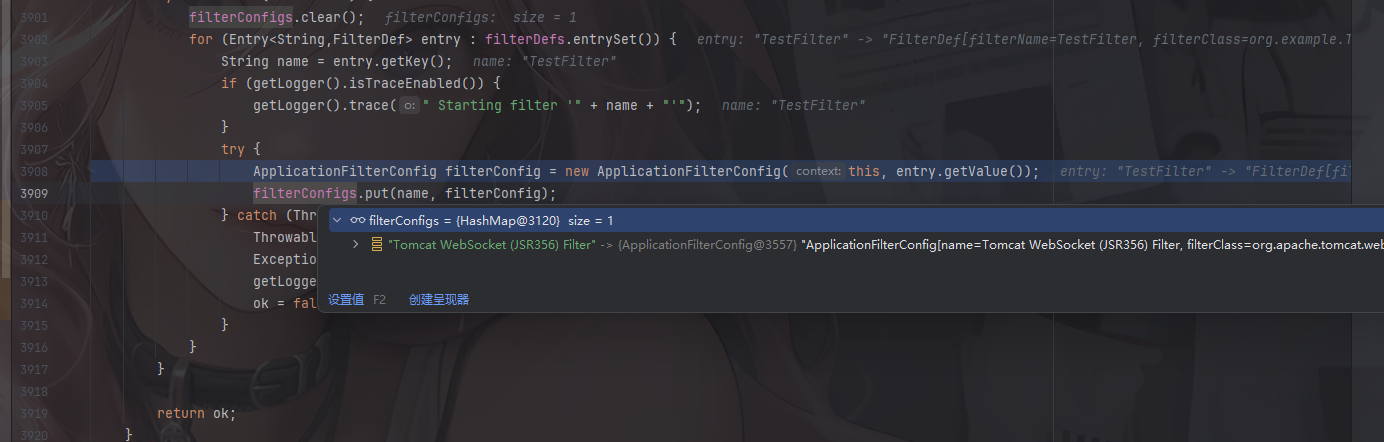 3901 filterConfigs.clear(); filterConfigs: size = 1
3902 for (Entry<String,FilterDef> entry : filterDefs.entrySet()) { entry: "TestFilter" -> "FilterDef[filterName=TestFilter, filterClass=org.example.T
3903 String name = entry.getKey(); name: "TestFilter"
3904 if (getLogger().isTraceEnabled()) {
3905 getLogger().trace( o: " Starting filter '" + name + "'"); name: "TestFilter"
3906 }
3907 try {
3908 ApplicationFilterConfig filterConfig = new ApplicationFilterConfig( context: this, entry.getValue()); entry: "TestFilter" -> "FilterDef[fi
3909 filterConfigs.put(name, filterConfig);
3910 } catch (Thr
filterConfigs = {HashMap@3120} size = 1
3911 Throwabl
"Tomcat WebSocket (JSR356) Filter" -> {ApplicationFilterConfig@3557} "ApplicationFilterConfig[name=Tomcat WebSocket (JSR356) Filter, filterClass=org.apache.tomcat.web
3912 Exceptio
3913 getLogge
3914 ok = fal
设置值 F2 创建呈现器
3915 }
3916 }
3917 }
3918
3919 return ok;
3920 }